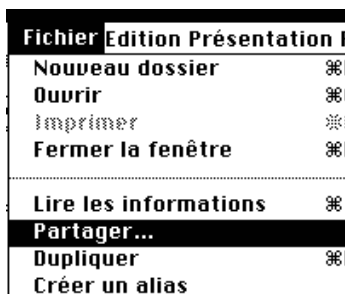 Fichier Edition Présentation
Nouveau dossier ⌘
Ouvrir ⌘
Imprimer ⌘
Fermer la fenêtre ⌘
Lire les informations ⌘
Partager...
Dupliquer ⌘
Créer un alias